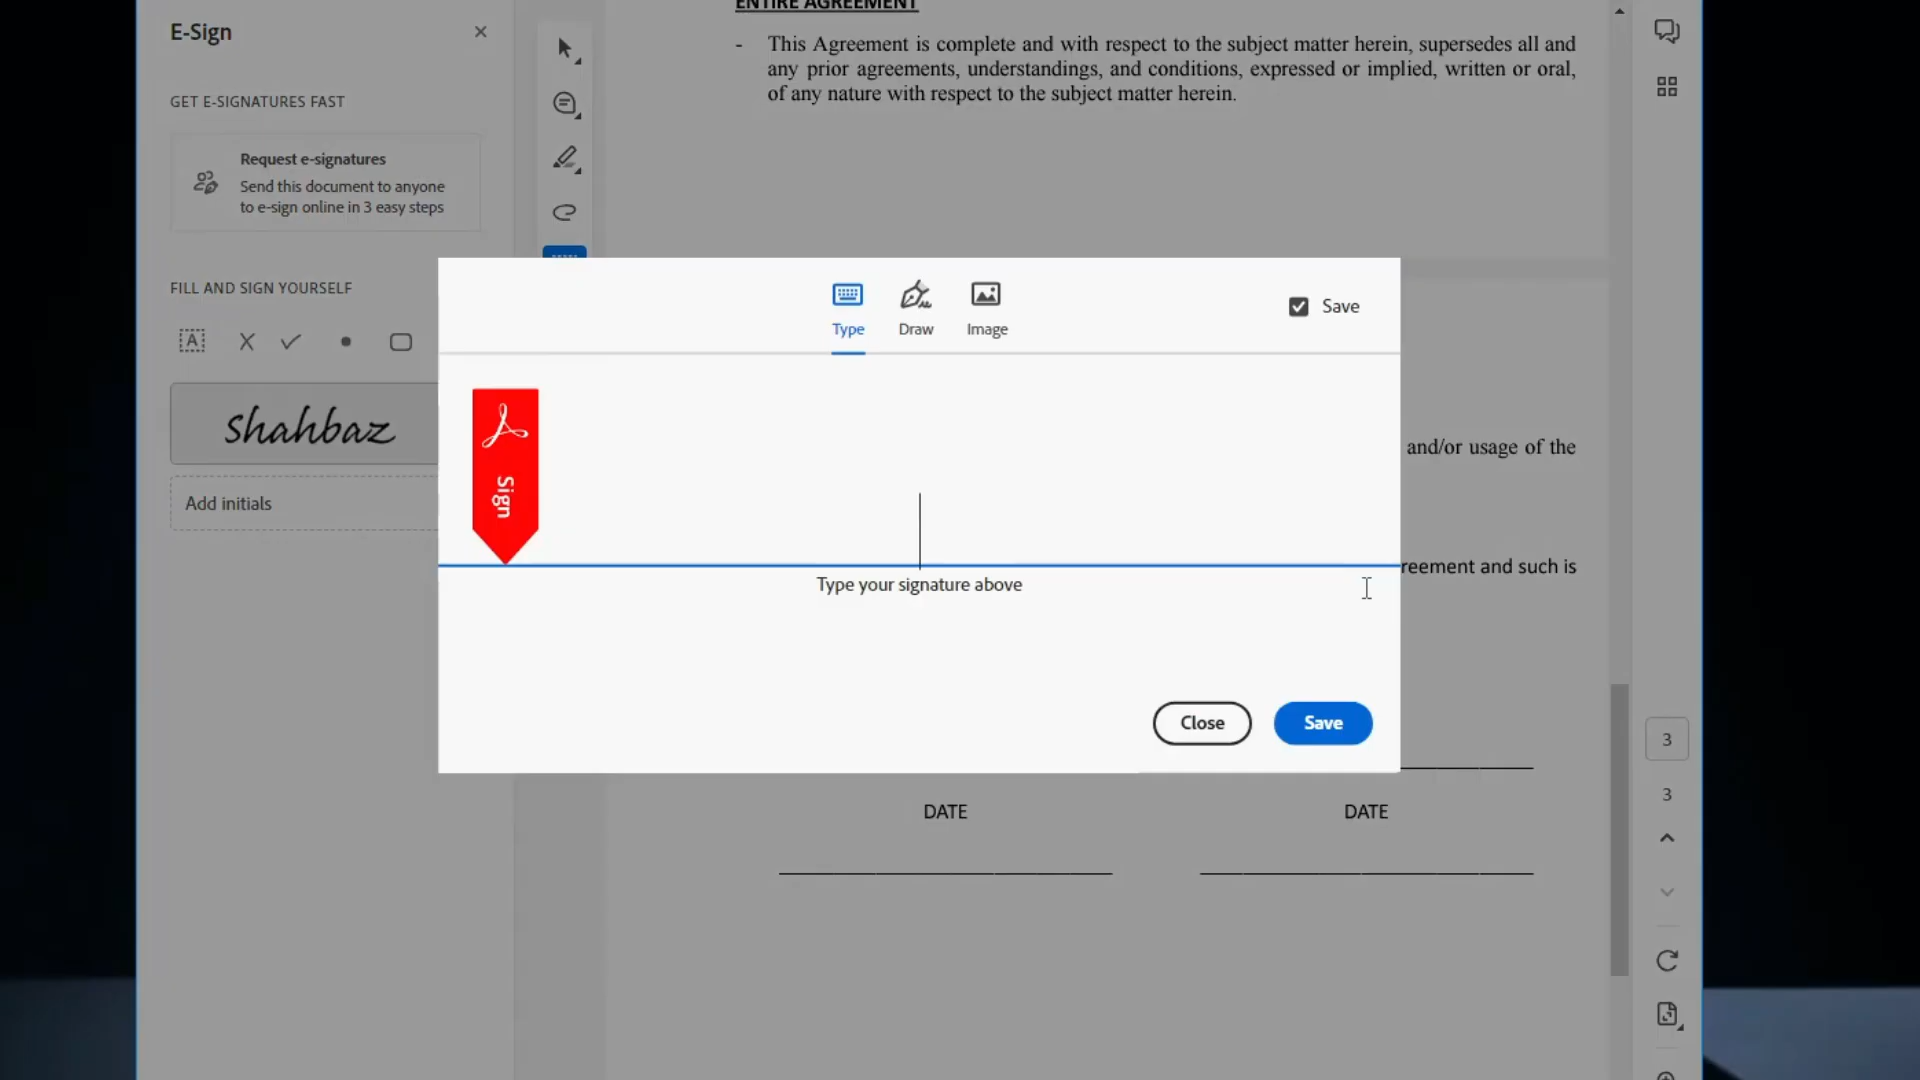 E-Sign
GET E-SIGNATURES FAST
Request e-signatures
Send this document to anyone
to e-sign online in 3 easy steps
FILL AND SIGN YOURSELF
A
shahbaz
Add initials
ENTIRE AGREEMENT
- This Agreement is complete and with respect to the subject matter herein, supersedes all and
any prior agreements, understandings, and conditions, expressed or implied, written or oral,
of any nature with respect to the subject matter herein.
Type
Draw
Image
Save
Sign
Type your signature above
Close
Save
and/or usage of the
reement and such is
DATE
DATE
3
3